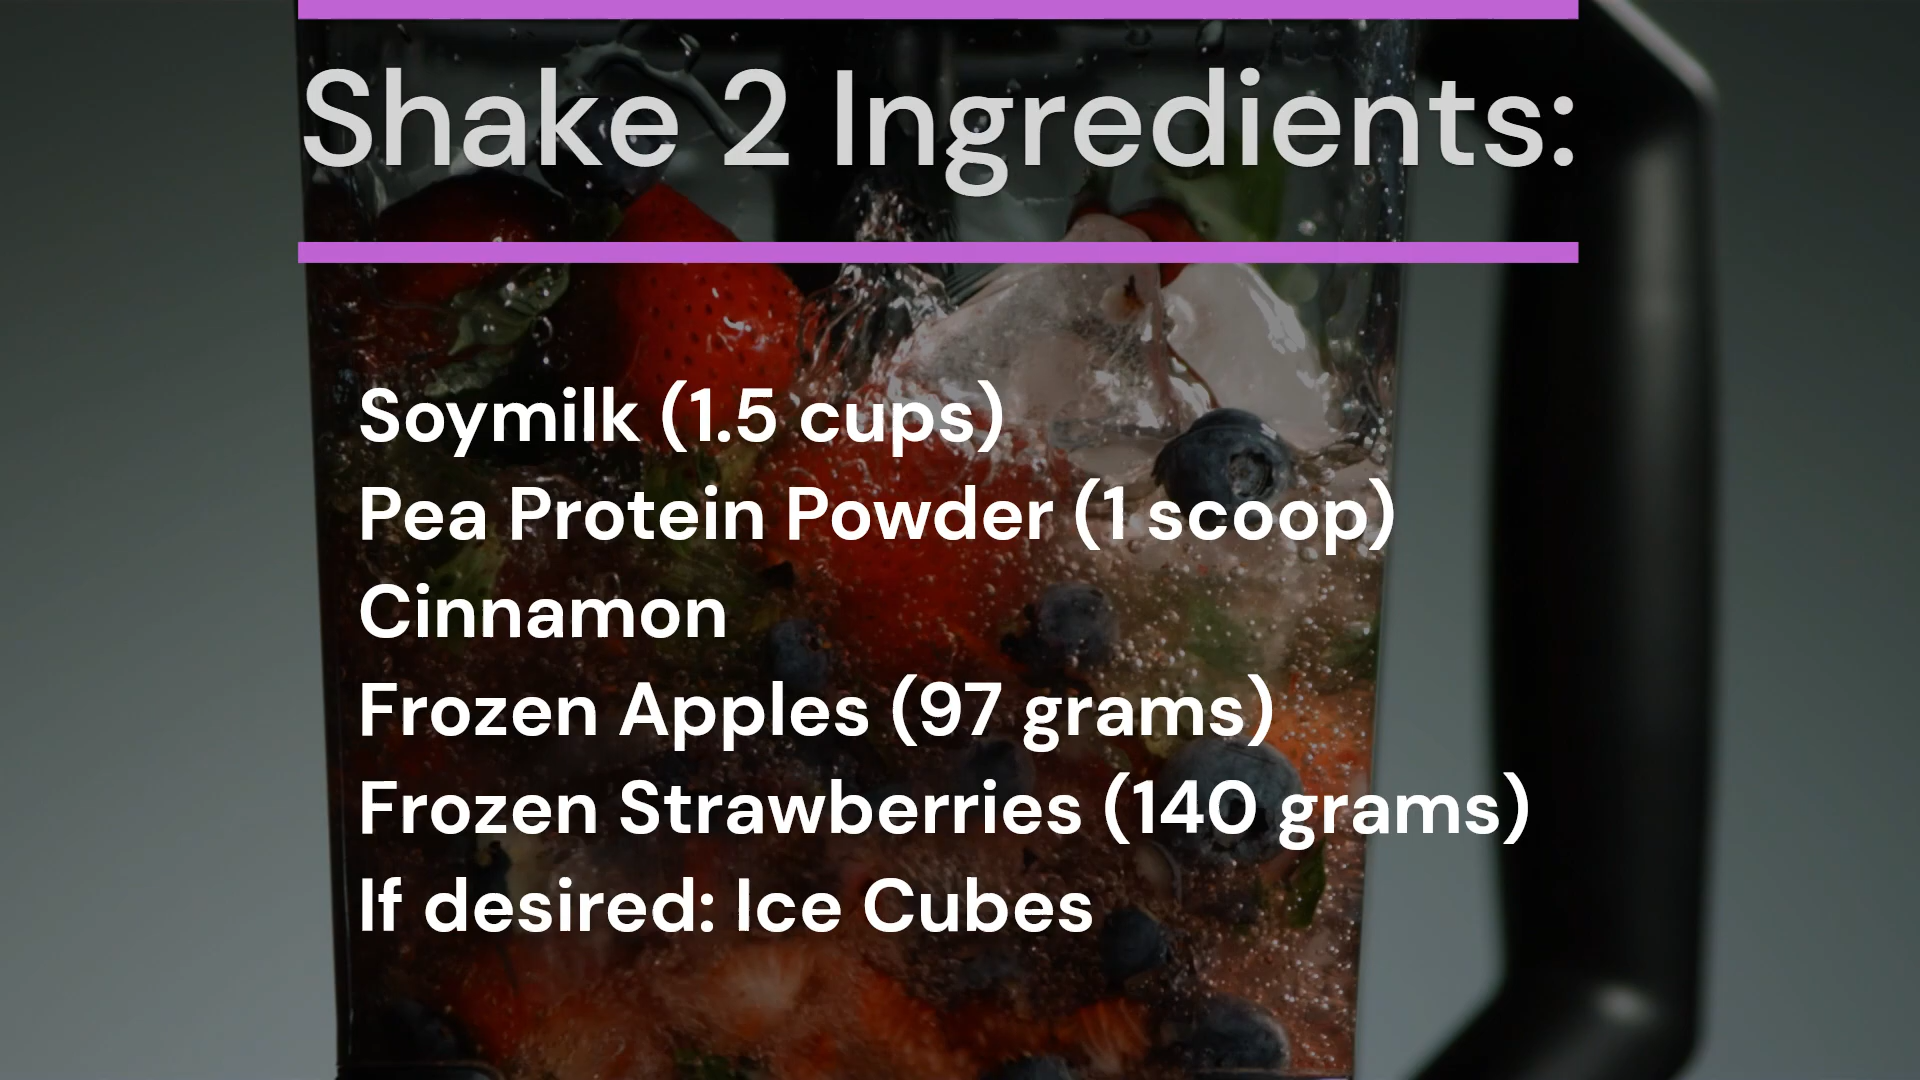 Shake 2 Ingredients:
Soymilk (1.5 cups)
Pea Protein Powder (1 scoop)
Cinnamon
Frozen Apples (97 grams)
Frozen Strawberries (140 grams)
If desired: Ice Cubes